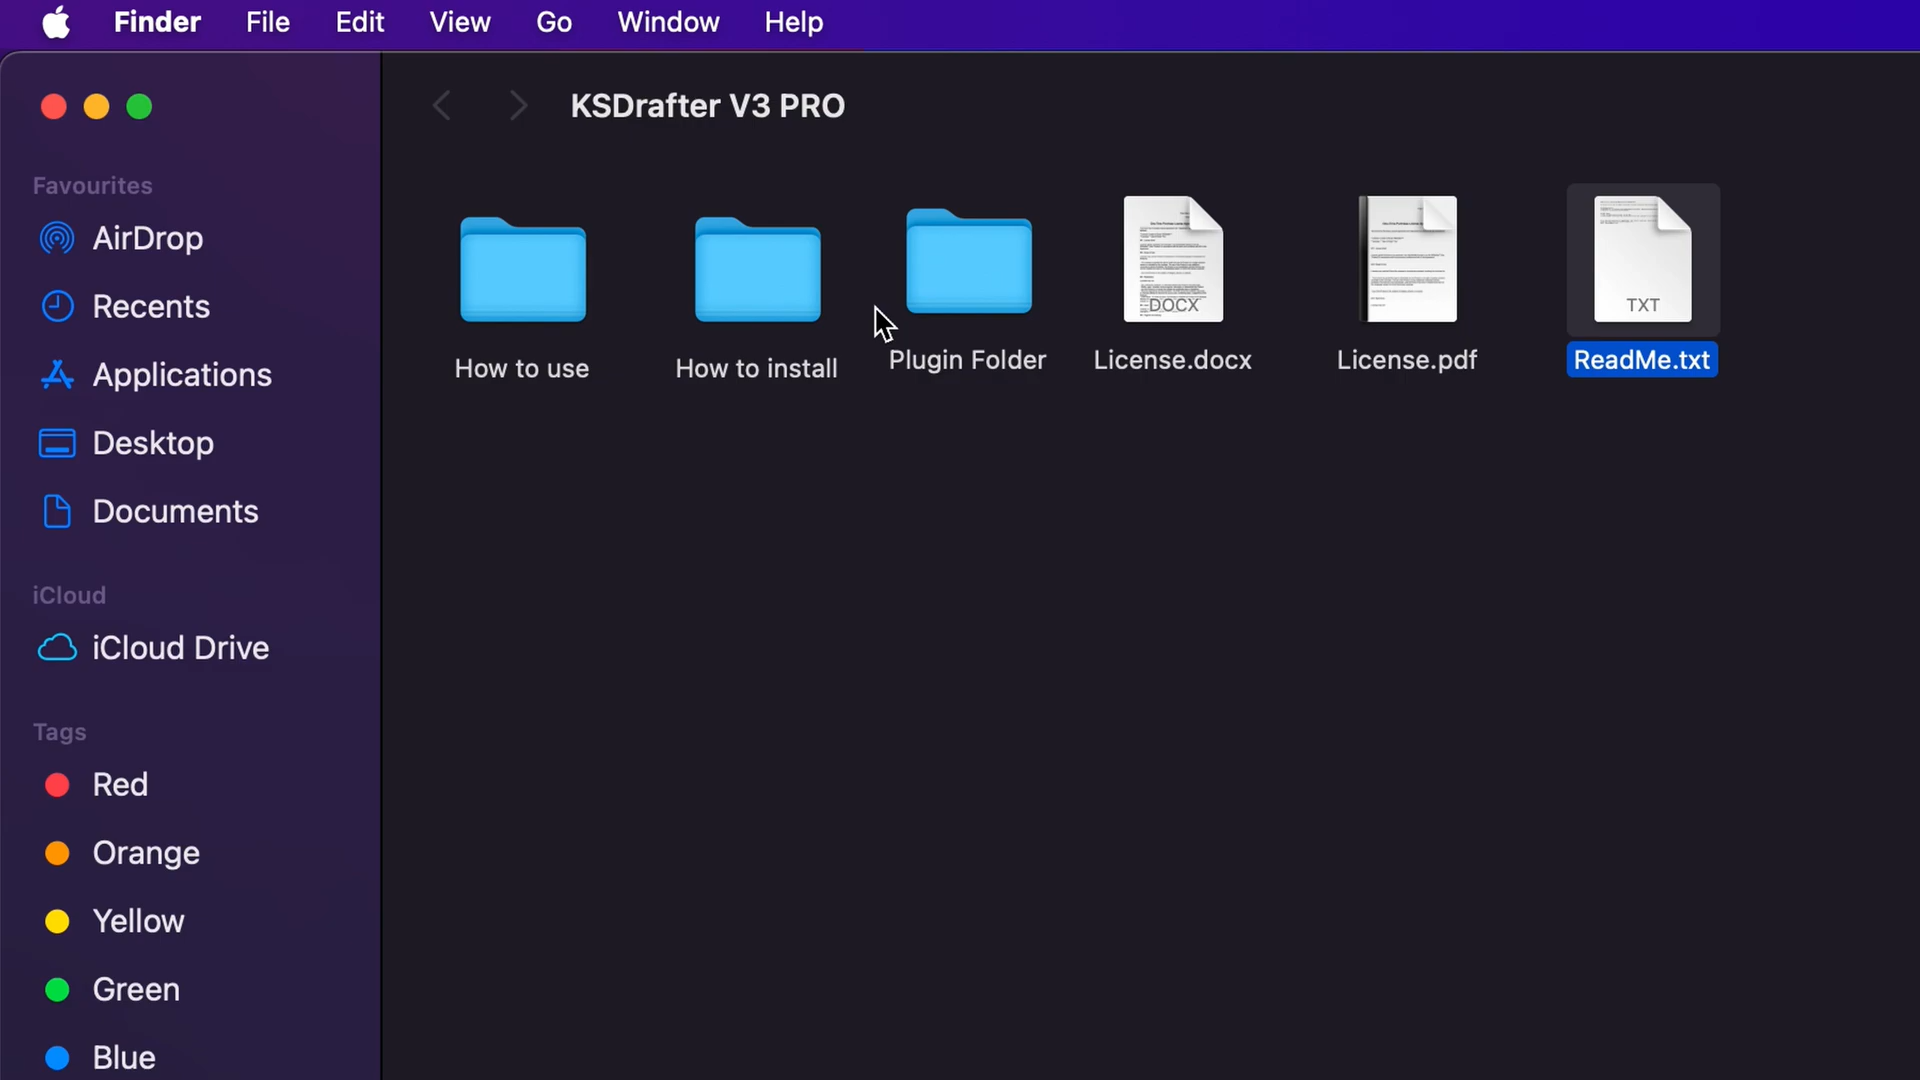 Finder File Edit View Go Window Help
KSDrafter V3 PRO
Favourites
AirDrop
Recents
Applications
Desktop
Documents
iCloud
iCloud Drive
Tags
Red
Orange
Yellow
Green
Blue
DOCX
TXT
How to use
How to install
Plugin Folder
License.docx
License.pdf
ReadMe.txt